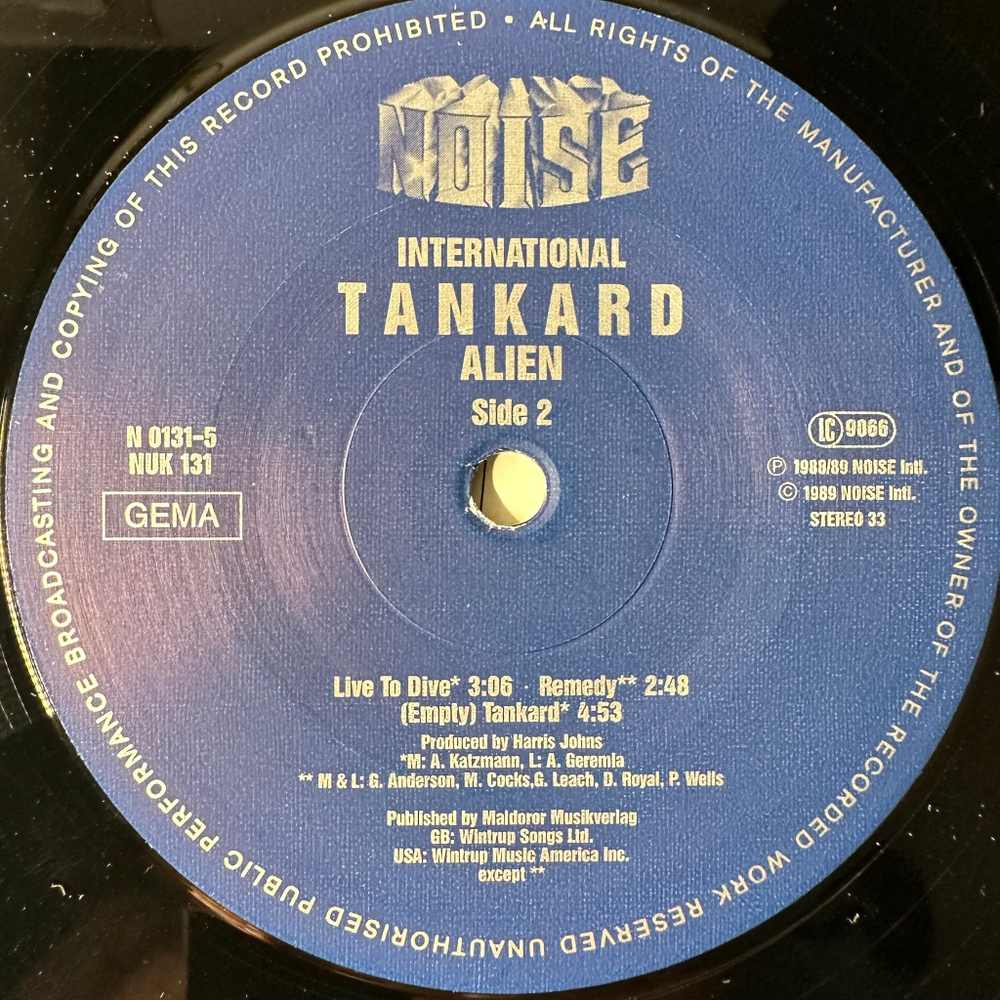 UNAUTHORISED PUBLIC PERFORMANCE BROADCASTING AND COPYING OF THIS RECORD PROHIBITED • ALL RIGHTS OF THE MANUFACTURER AND OF THE OWNER OF THE RECORDED WORK RESERVED
NOISE
INTERNATIONAL
TANKARD
ALIEN
Side 2
N 0131-5
NUK 131
GEMA
LC 9066
Ⓟ 1988/89 NOISE Intl.
© 1989 NOISE Intl.
STEREO 33
Live To Dive* 3:06 · Remedy** 2:48
(Empty) Tankard* 4:53
Produced by Harris Johns
*M: A. Katzmann, L: A. Geremia
** M & L: G. Anderson, M. Cocks,G. Leach, D. Royal, P. Wells
Published by Maldoror Musikverlag
GB: Wintrup Songs Ltd.
USA: Wintrup Music America Inc.
except **